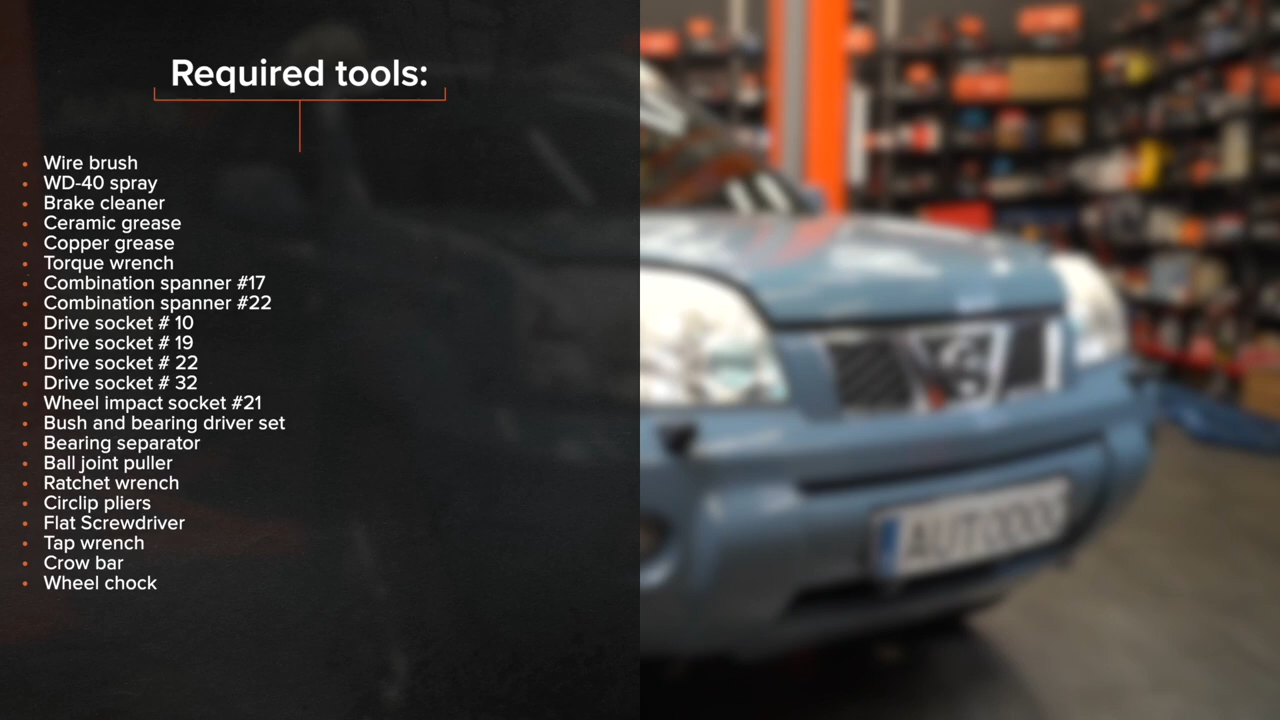 Required tools:
• Wire brush
• WD-40 spray
• Brake cleaner
• Ceramic grease
• Copper grease
• Torque wrench
• Combination spanner #17
• Combination spanner #22
• Drive socket # 10
• Drive socket # 19
• Drive socket # 22
• Drive socket # 32
• Wheel impact socket #21
• Bush and bearing driver set
• Bearing separator
• Ball joint puller
• Ratchet wrench
• Circlip pliers
• Flat Screwdriver
• Tap wrench
• Crow bar
• Wheel chock
AUTODOC